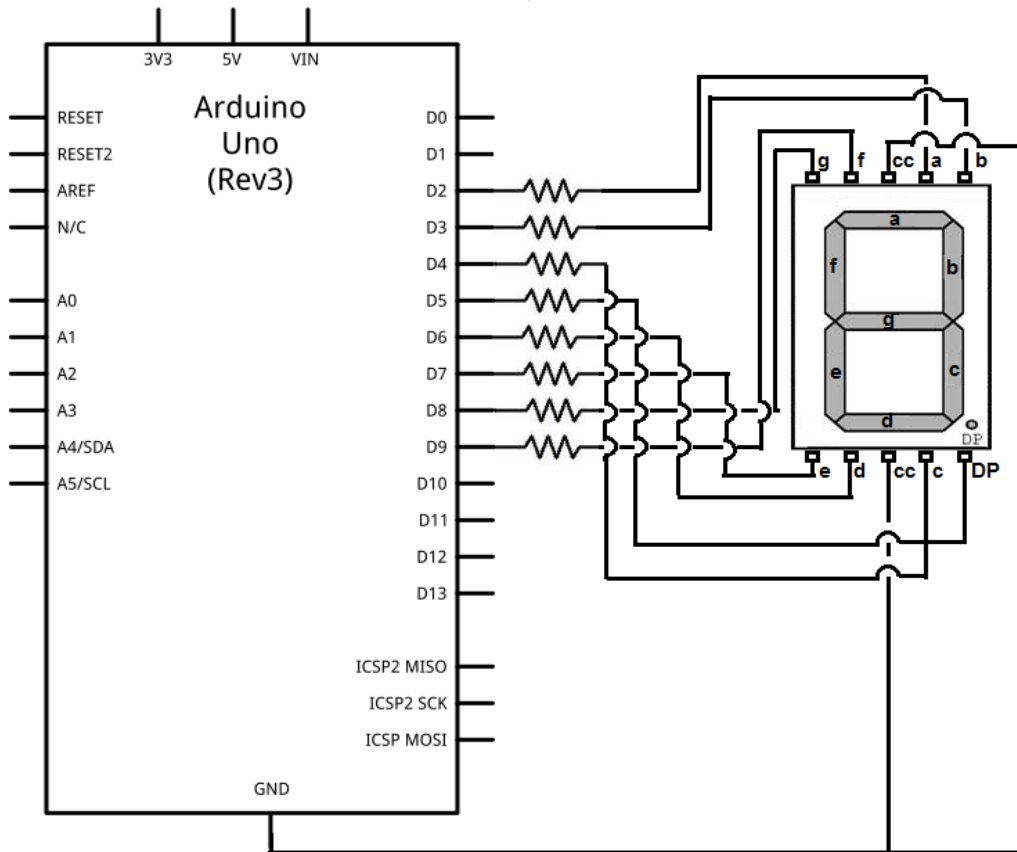 3V3 5V VIN
Arduino
Uno
(Rev3)
RESET
RESET2
AREF
N/C
A0
A1
A2
A3
A4/SDA
A5/SCL
D0
D1
D2
D3
D4
D5
D6
D7
D8
D9
D10
D11
D12
D13
ICSP2 MISO
ICSP2 SCK
ICSP MOSI
GND
g f cc a b
a
f b
g
e c
d
DP
e d cc c DP